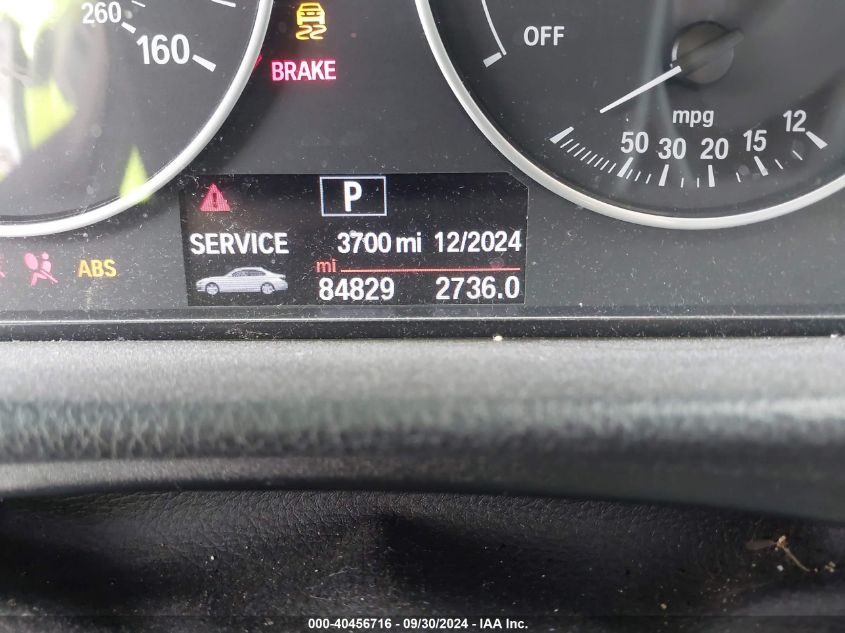 260
160
BRAKE
OFF
mpg
50 30 20 15 12
P
SERVICE 3700 mi 12/2024
ABS
mi
84829 2736.0
000-40456716 - 09/30/2024 - IAA Inc.